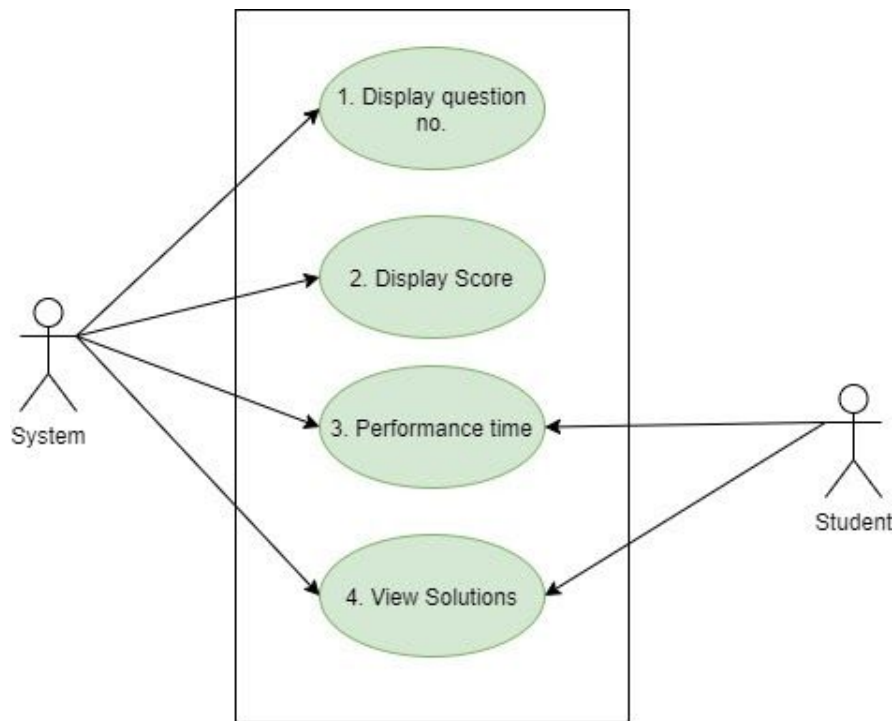 1. Display question
no.
2. Display Score
3. Performance time
4. View Solutions
System
Student